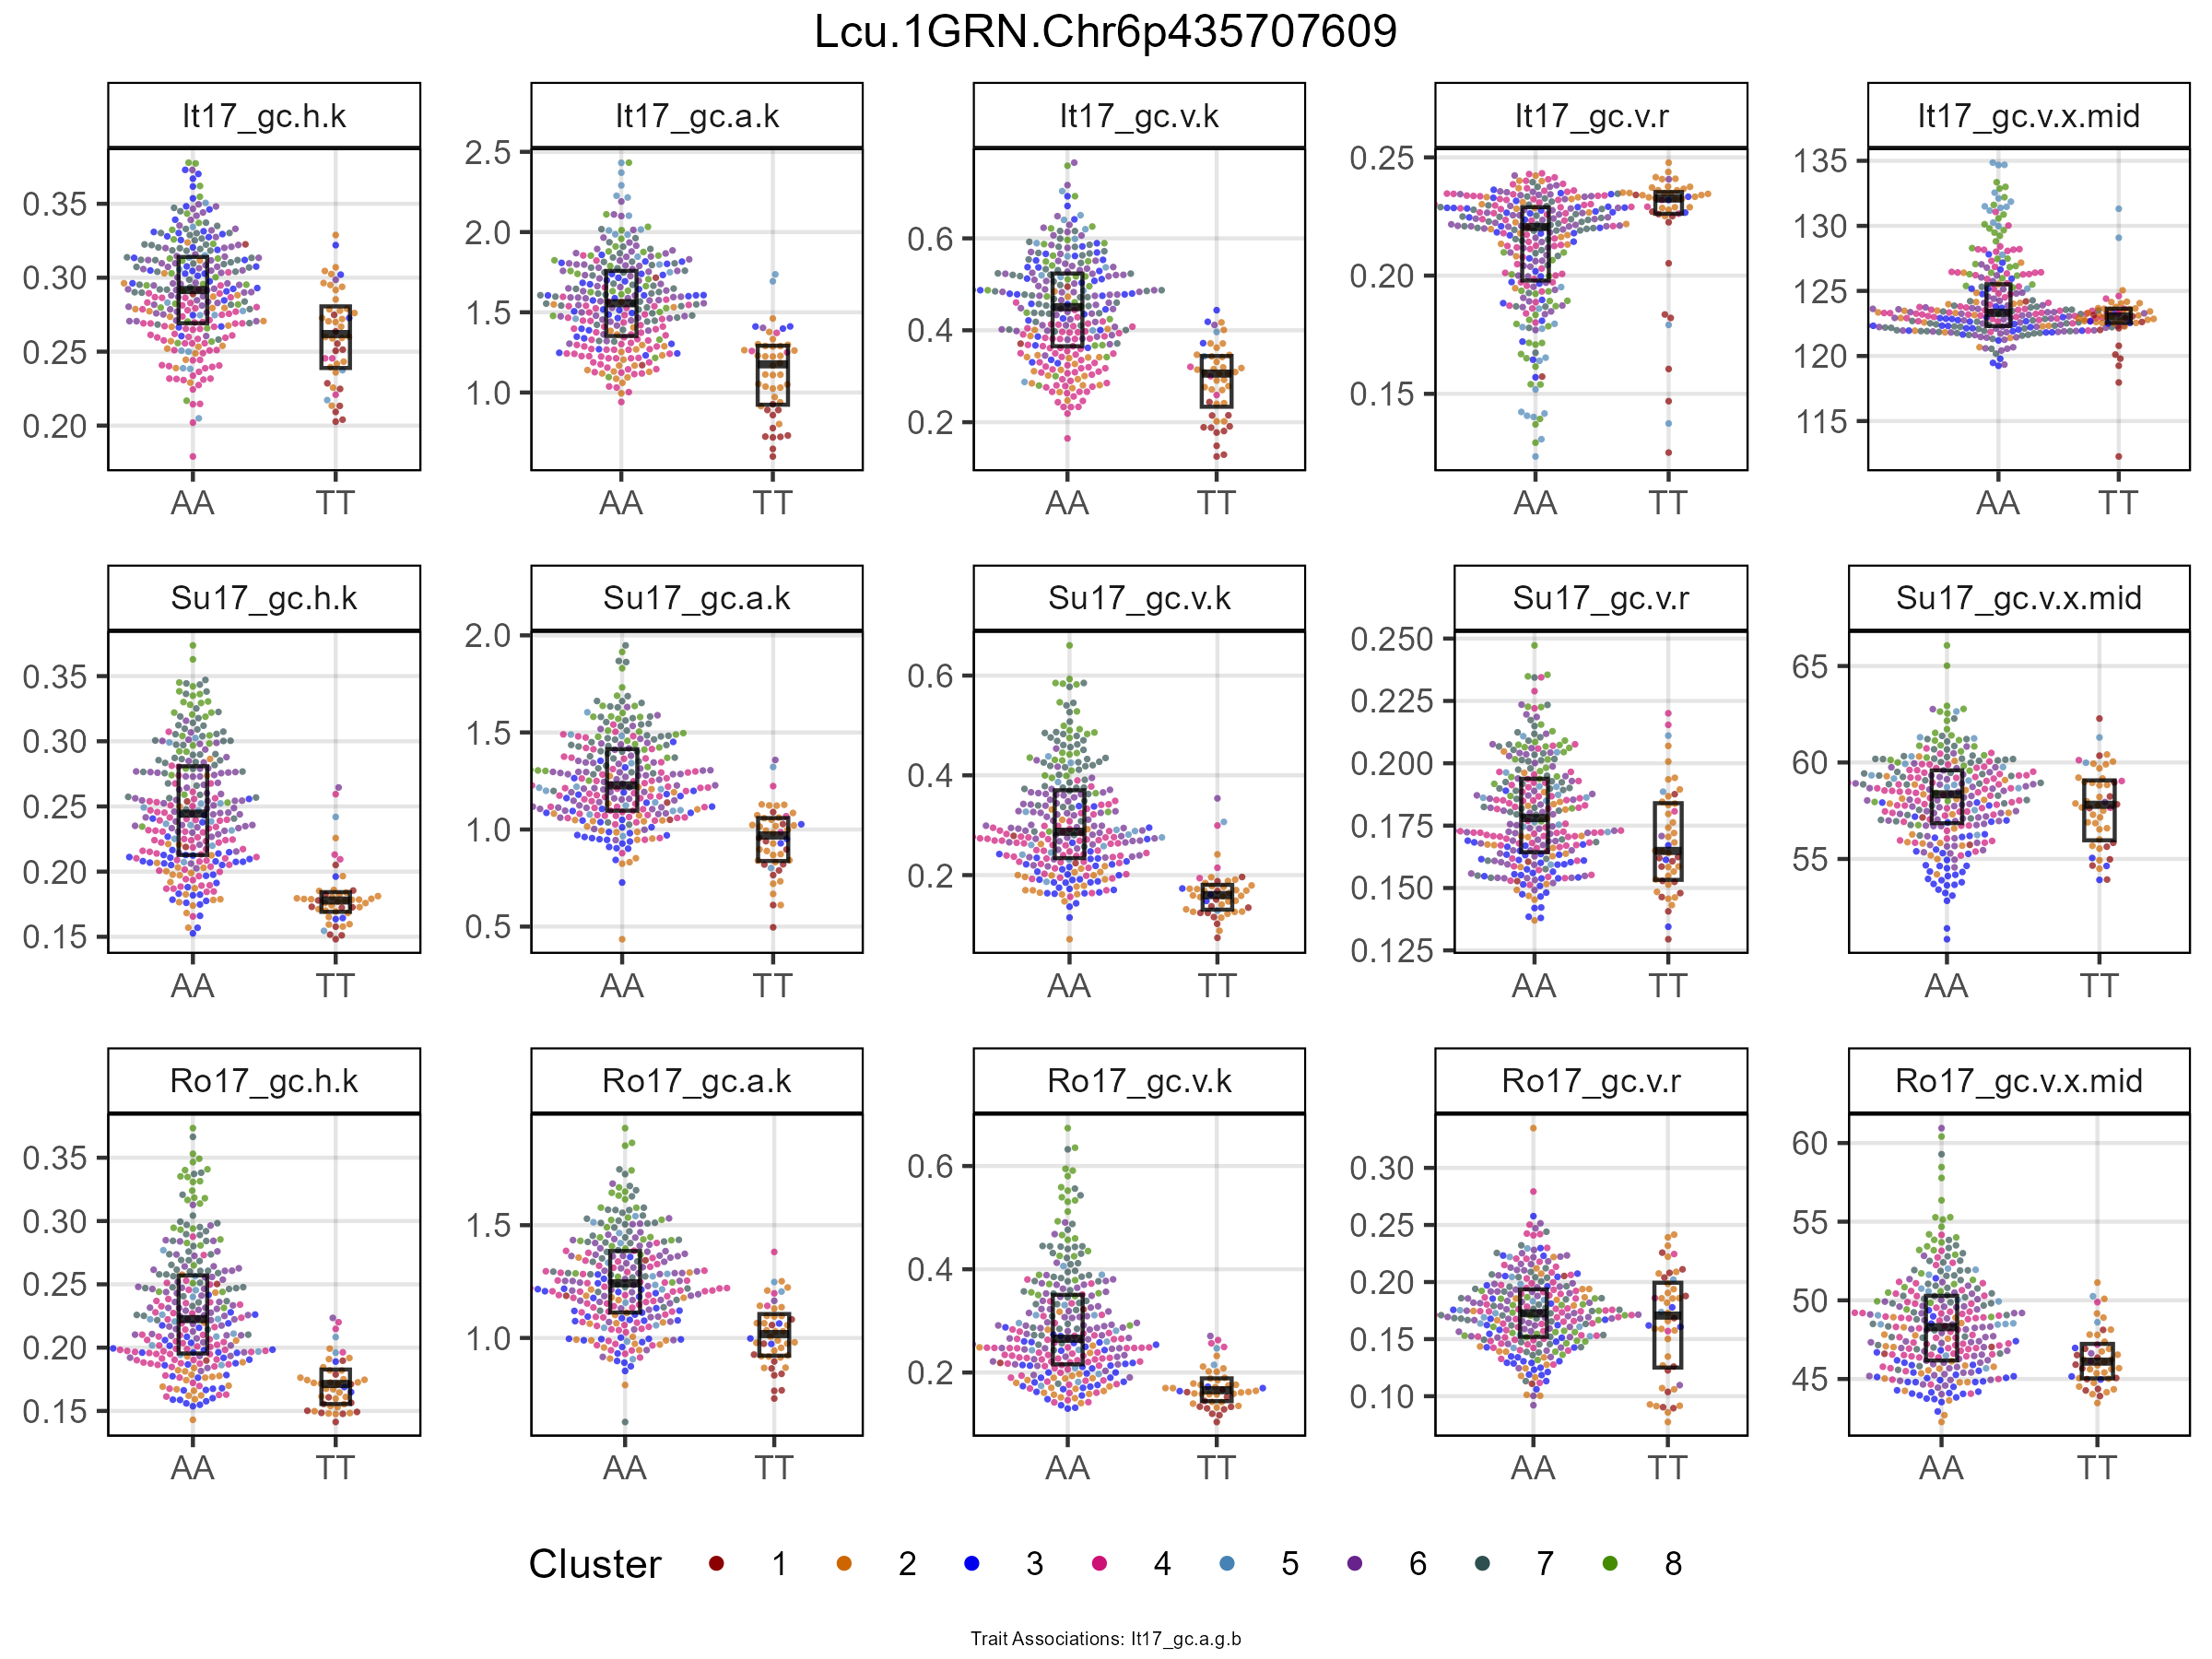 Lcu.1GRN.Chr6p435707609
It17_gc.h.k It17_gc.a.k It17_gc.v.k It17_gc.v.r It17_gc.v.x.mid
0.35 0.30 0.25 0.20
2.5 2.0 1.5 1.0
0.6 0.4 0.2
0.25 0.20 0.15
135 130 125 120 115
AA TT AA TT AA TT AA TT AA TT
Su17_gc.h.k Su17_gc.a.k Su17_gc.v.k Su17_gc.v.r Su17_gc.v.x.mid
0.35 0.30 0.25 0.20 0.15
2.0 1.5 1.0 0.5
0.6 0.4 0.2
0.250 0.225 0.200 0.175 0.150 0.125
65 60 55
AA TT AA TT AA TT AA TT AA TT
Ro17_gc.h.k Ro17_gc.a.k Ro17_gc.v.k Ro17_gc.v.r Ro17_gc.v.x.mid
0.35 0.30 0.25 0.20 0.15
1.5 1.0
0.6 0.4 0.2
0.30 0.25 0.20 0.15 0.10
60 55 50 45
AA TT AA TT AA TT AA TT AA TT
Cluster 1 2 3 4 5 6 7 8
Trait Associations: It17_gc.a.g.b